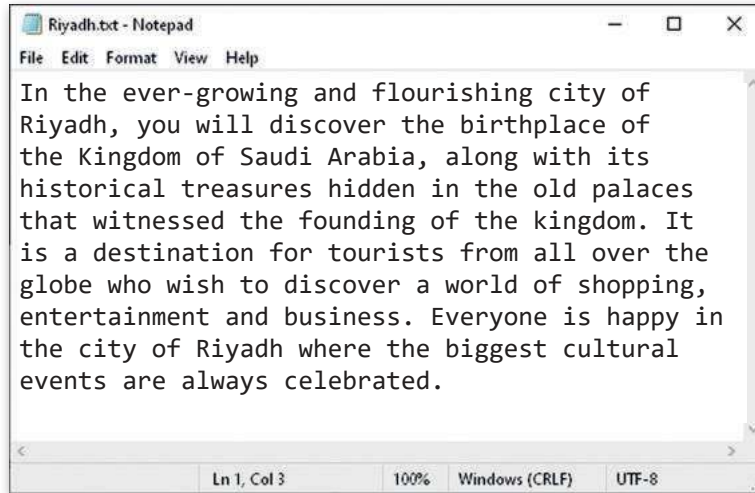 Riyadh.txt - Notepad
File Edit Format View Help
In the ever-growing and flourishing city of
Riyadh, you will discover the birthplace of
the Kingdom of Saudi Arabia, along with its
historical treasures hidden in the old palaces
that witnessed the founding of the kingdom. It
is a destination for tourists from all over the
globe who wish to discover a world of shopping,
entertainment and business. Everyone is happy in
the city of Riyadh where the biggest cultural
events are always celebrated.
Ln 1, Col 3 100% Windows (CRLF) UTF-8